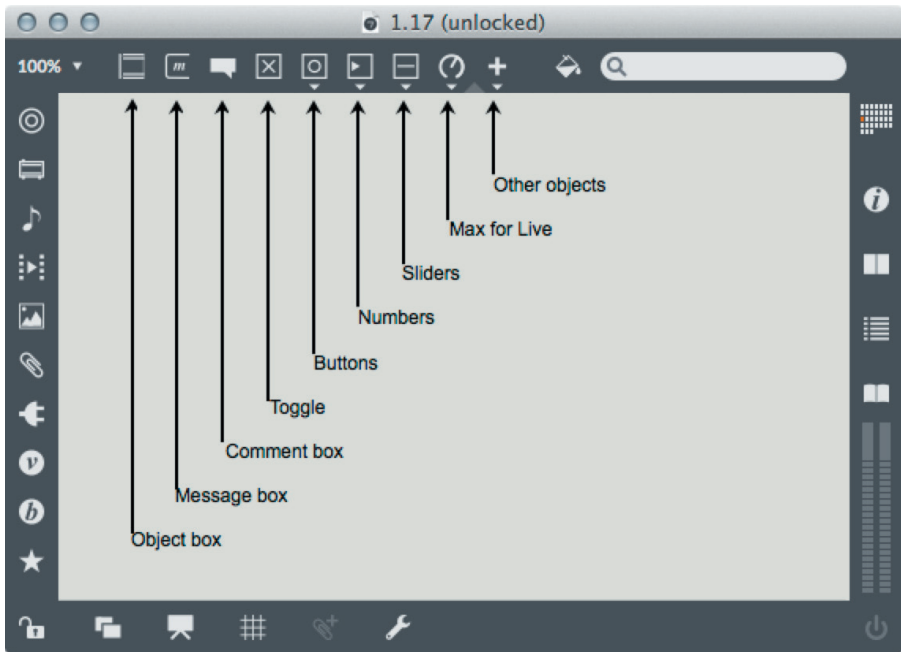 1.17 (unlocked)
100%
m
Other objects
Max for Live
Sliders
Numbers
Buttons
Toggle
Comment box
Message box
Object box
i
v
b